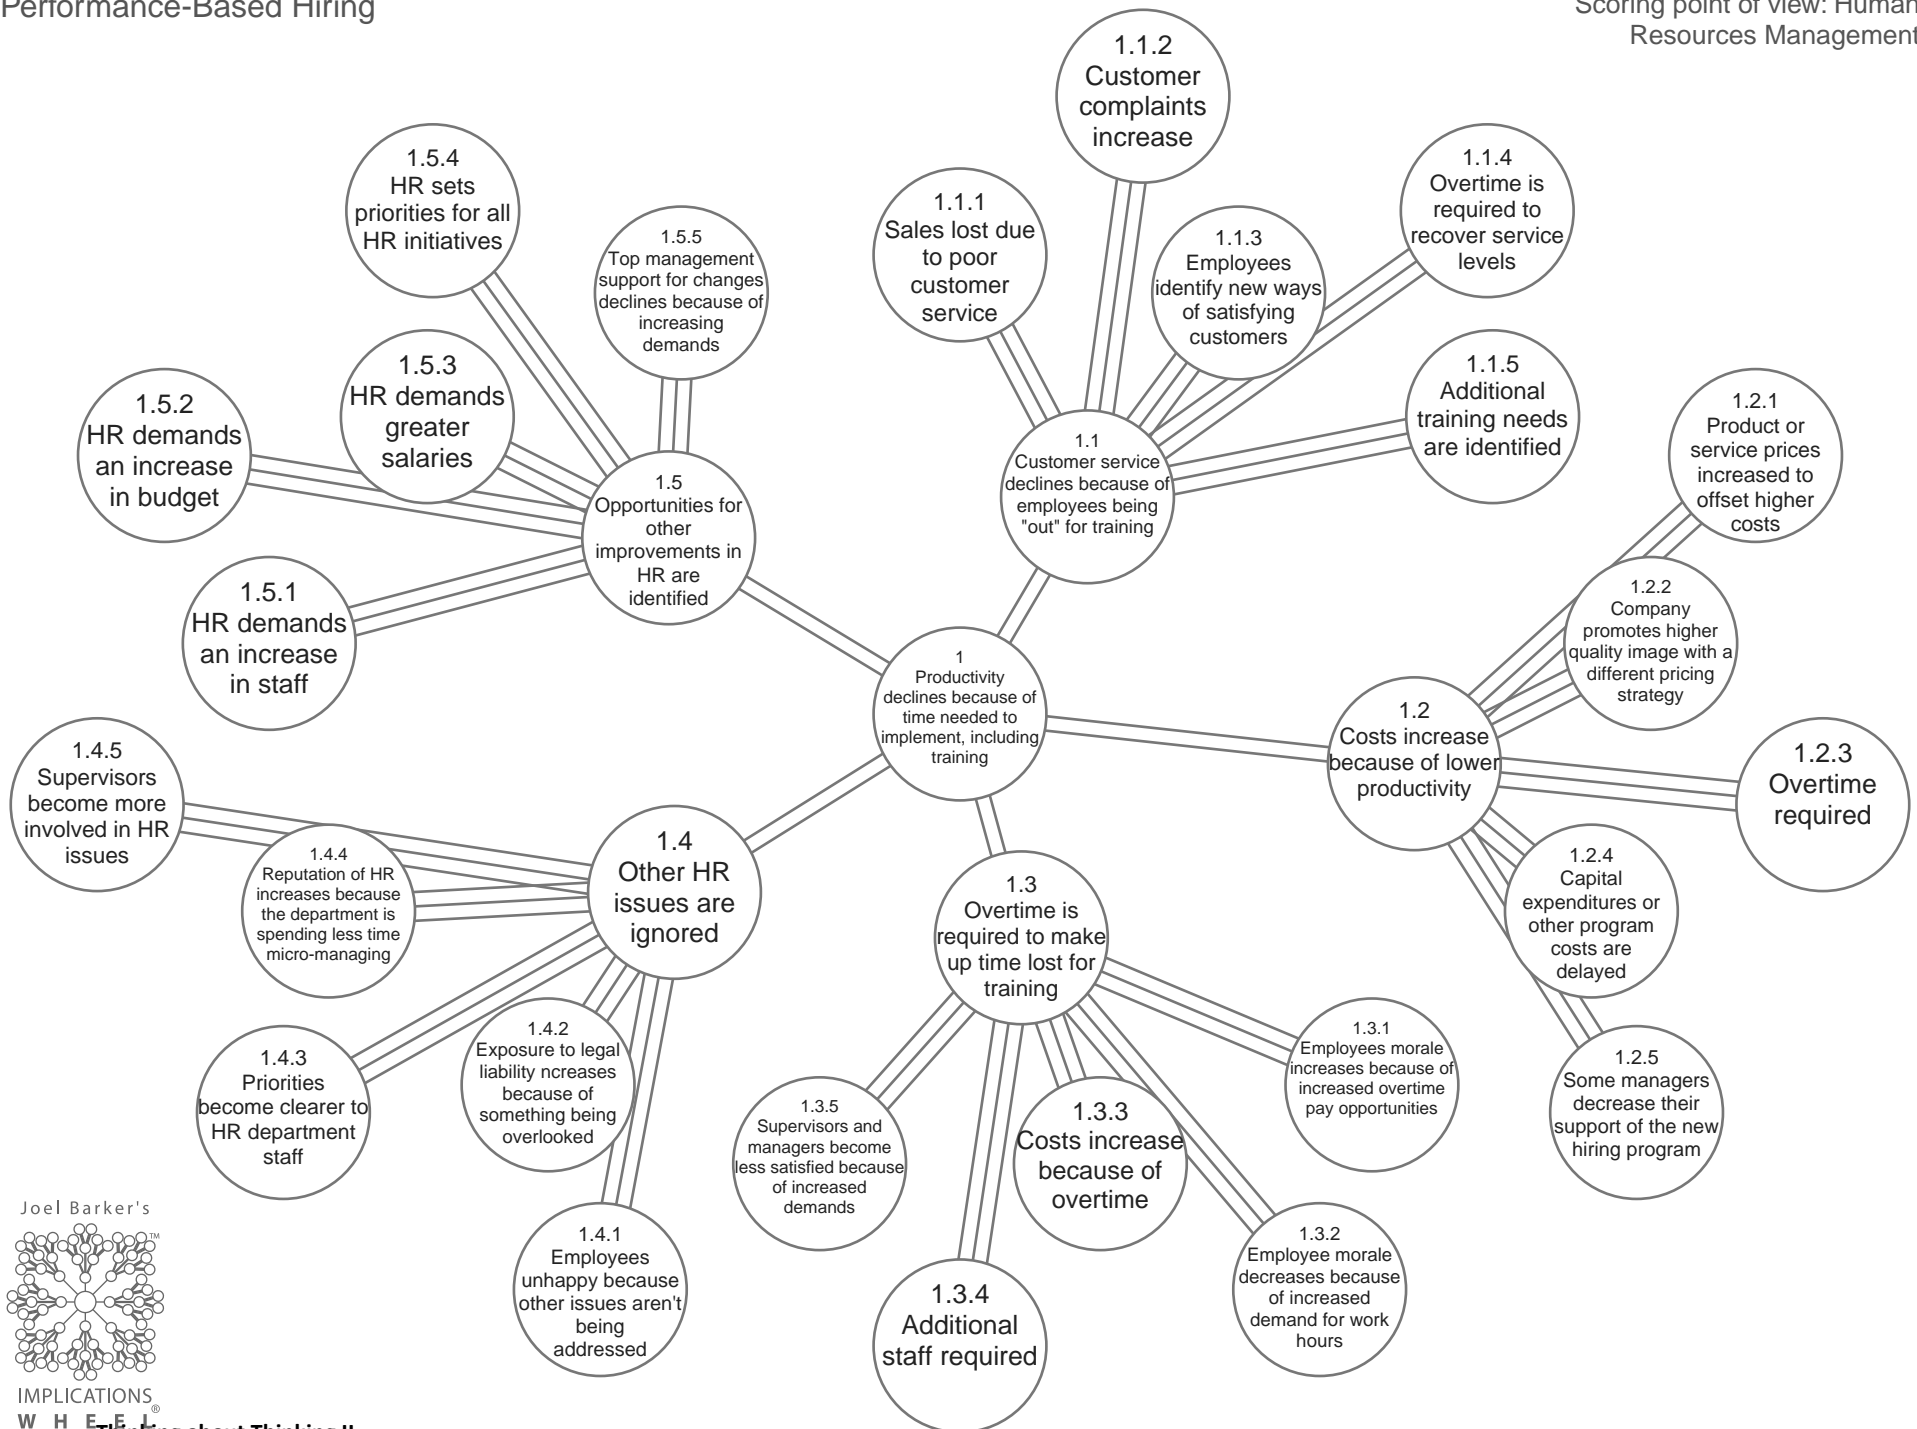 Performance-Based Hiring
Scoring point of view: Human
Resources Management
1.1.2
Customer
complaints
increase
1.5.4
HR sets
priorities for all
HR initiatives
1.1.4
Overtime is
required to
recover service
levels
1.1.1
Sales lost due
to poor
customer
service
1.5.5
Top management
support for changes
declines because of
increasing
demands
1.1.3
Employees
identify new ways
of satisfying
customers
1.5.3
HR demands
greater
salaries
1.1.5
Additional
training needs
are identified
1.5.2
HR demands
an increase
in budget
1.2.1
Product or
service prices
increased to
offset higher
costs
1.1
Customer service
declines because of
employees being
"out" for training
1.5
Opportunities for
other
improvements in
HR are
identified
1.5.1
HR demands
an increase
in staff
1.2.2
Company
promotes higher
quality image with a
different pricing
strategy
1
Productivity
declines because of
time needed to
implement, including
training
1.2
Costs increase
because of lower
productivity
1.4.5
Supervisors
become more
involved in HR
issues
1.2.3
Overtime
required
1.4
Other HR
issues are
ignored
1.4.4
Reputation of HR
increases because
the department is
spending less time
micro-managing
1.3
Overtime is
required to make
up time lost for
training
1.2.4
Capital
expenditures or
other program
costs are
delayed
1.4.2
Exposure to legal
liability ncreases
because of
something being
overlooked
1.3.1
Employees morale
increases because of
increased overtime
pay opportunities
1.4.3
Priorities
become clearer to
HR department
staff
1.3.5
Supervisors and
managers become
less satisfied because
of increased
demands
1.3.3
Costs increase
because of
overtime
1.2.5
Some managers
decrease their
support of the new
hiring program
1.4.1
Employees
unhappy because
other issues aren't
being
addressed
1.3.4
Additional
staff required
1.3.2
Employee morale
decreases because
of increased
demand for work
hours
Joel Barker's
TM
IMPLICATIONS
®
WHEEL
Thinking about Thinking II